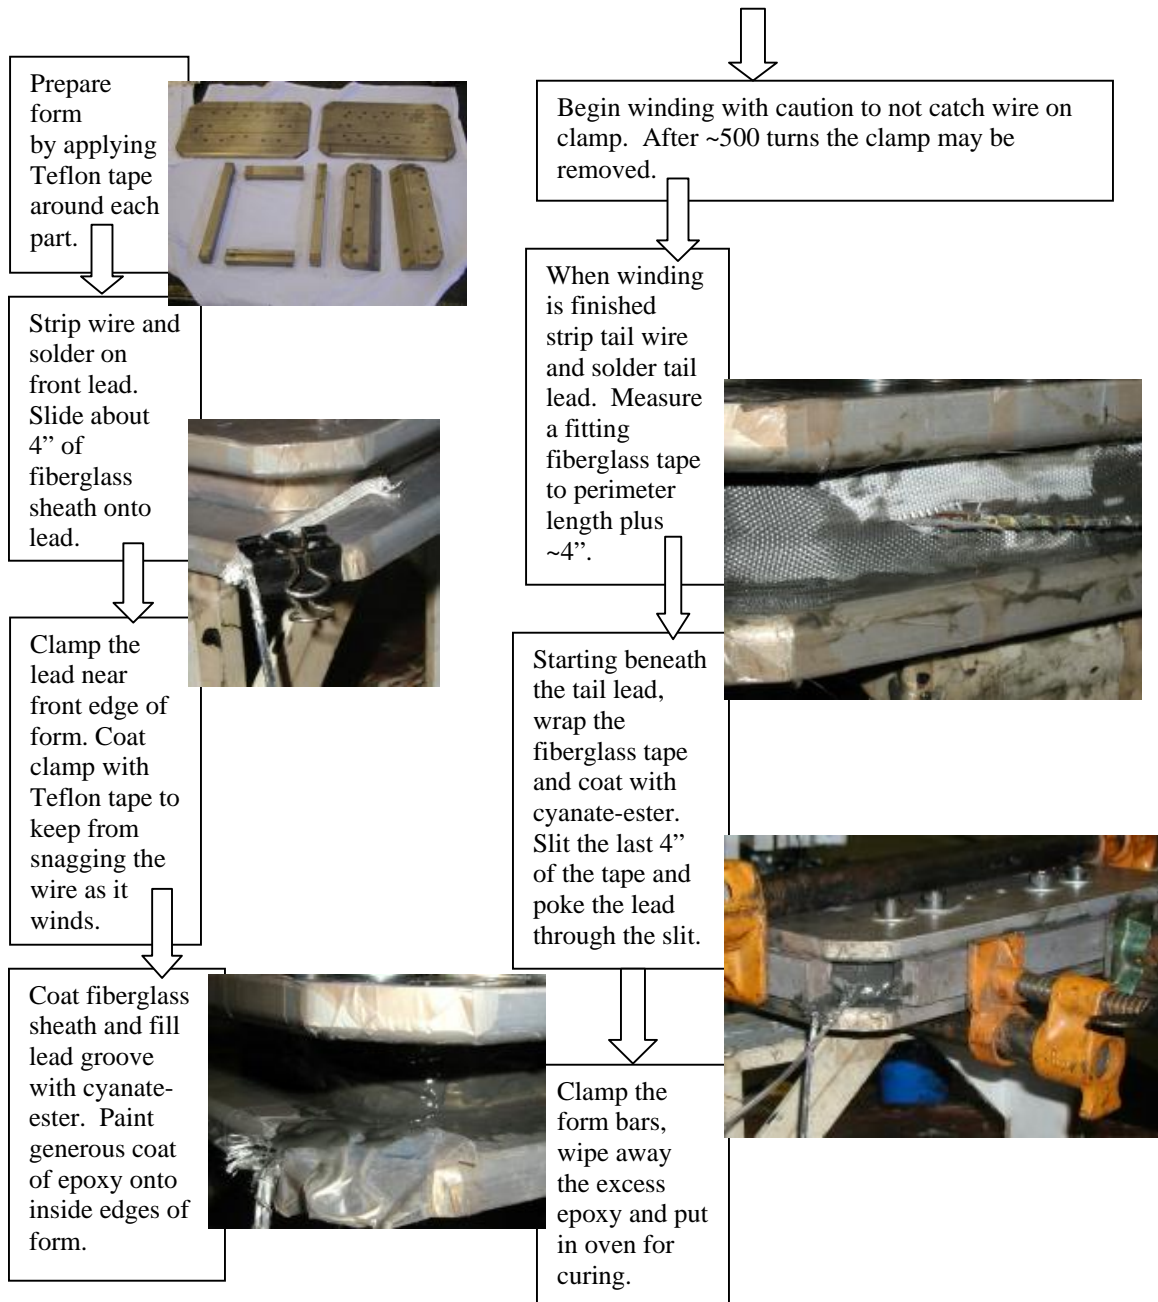 Prepare
form
by applying
Teflon tape
around each
part.
Strip wire and
solder on
front lead.
Slide about
4” of
fiberglass
sheath onto
lead.
Clamp the
lead near
front edge of
form. Coat
clamp with
Teflon tape to
keep from
snagging the
wire as it
winds.
Coat fiberglass
sheath and fill
lead groove
with cyanate-
ester.  Paint
generous coat
of epoxy onto
inside edges of
form.
Begin winding with caution to not catch wire on
clamp.  After ~500 turns the clamp may be
removed.
When winding
is finished
strip tail wire
and solder tail
lead.  Measure
a fitting
fiberglass tape
to perimeter
length plus
~4”.
Starting beneath
the tail lead,
wrap the
fiberglass tape
and coat with
cyanate-ester.
Slit the last 4”
of the tape and
poke the lead
through the slit.
Clamp the
form bars,
wipe away
the excess
epoxy and put
in oven for
curing.